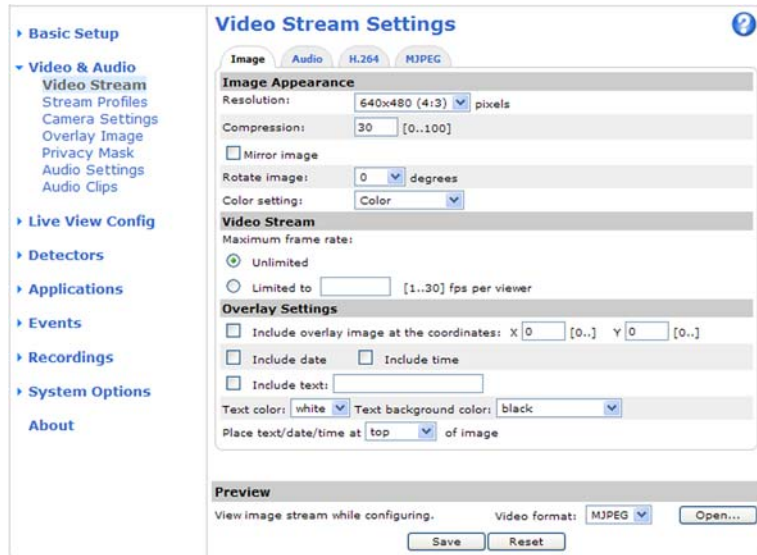 Basic Setup
Video & Audio
Video Stream
Stream Profiles
Camera Settings
Overlay Image
Privacy Mask
Audio Settings
Audio Clips
Live View Config
Detectors
Applications
Events
Recordings
System Options
About
Video Stream Settings
?
Image Audio H.264 MJPEG
Image Appearance
Resolution: 640x480 (4:3) pixels
Compression: 30 [0..100]
Mirror image
Rotate image: 0 degrees
Color setting: Color
Video Stream
Maximum frame rate:
Unlimited
Limited to [1..30] fps per viewer
Overlay Settings
Include overlay image at the coordinates: X 0 [0..] Y 0 [0..]
Include date Include time
Include text:
Text color: white Text background color: black
Place text/date/time at top of image
Preview
View image stream while configuring. Video format: MJPEG Open...
Save Reset